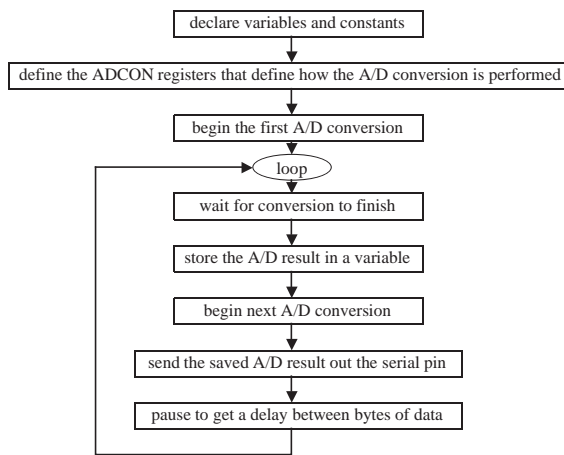 declare variables and constants
define the ADCON registers that define how the A/D conversion is performed
begin the first A/D conversion
loop
wait for conversion to finish
store the A/D result in a variable
begin next A/D conversion
send the saved A/D result out the serial pin
pause to get a delay between bytes of data